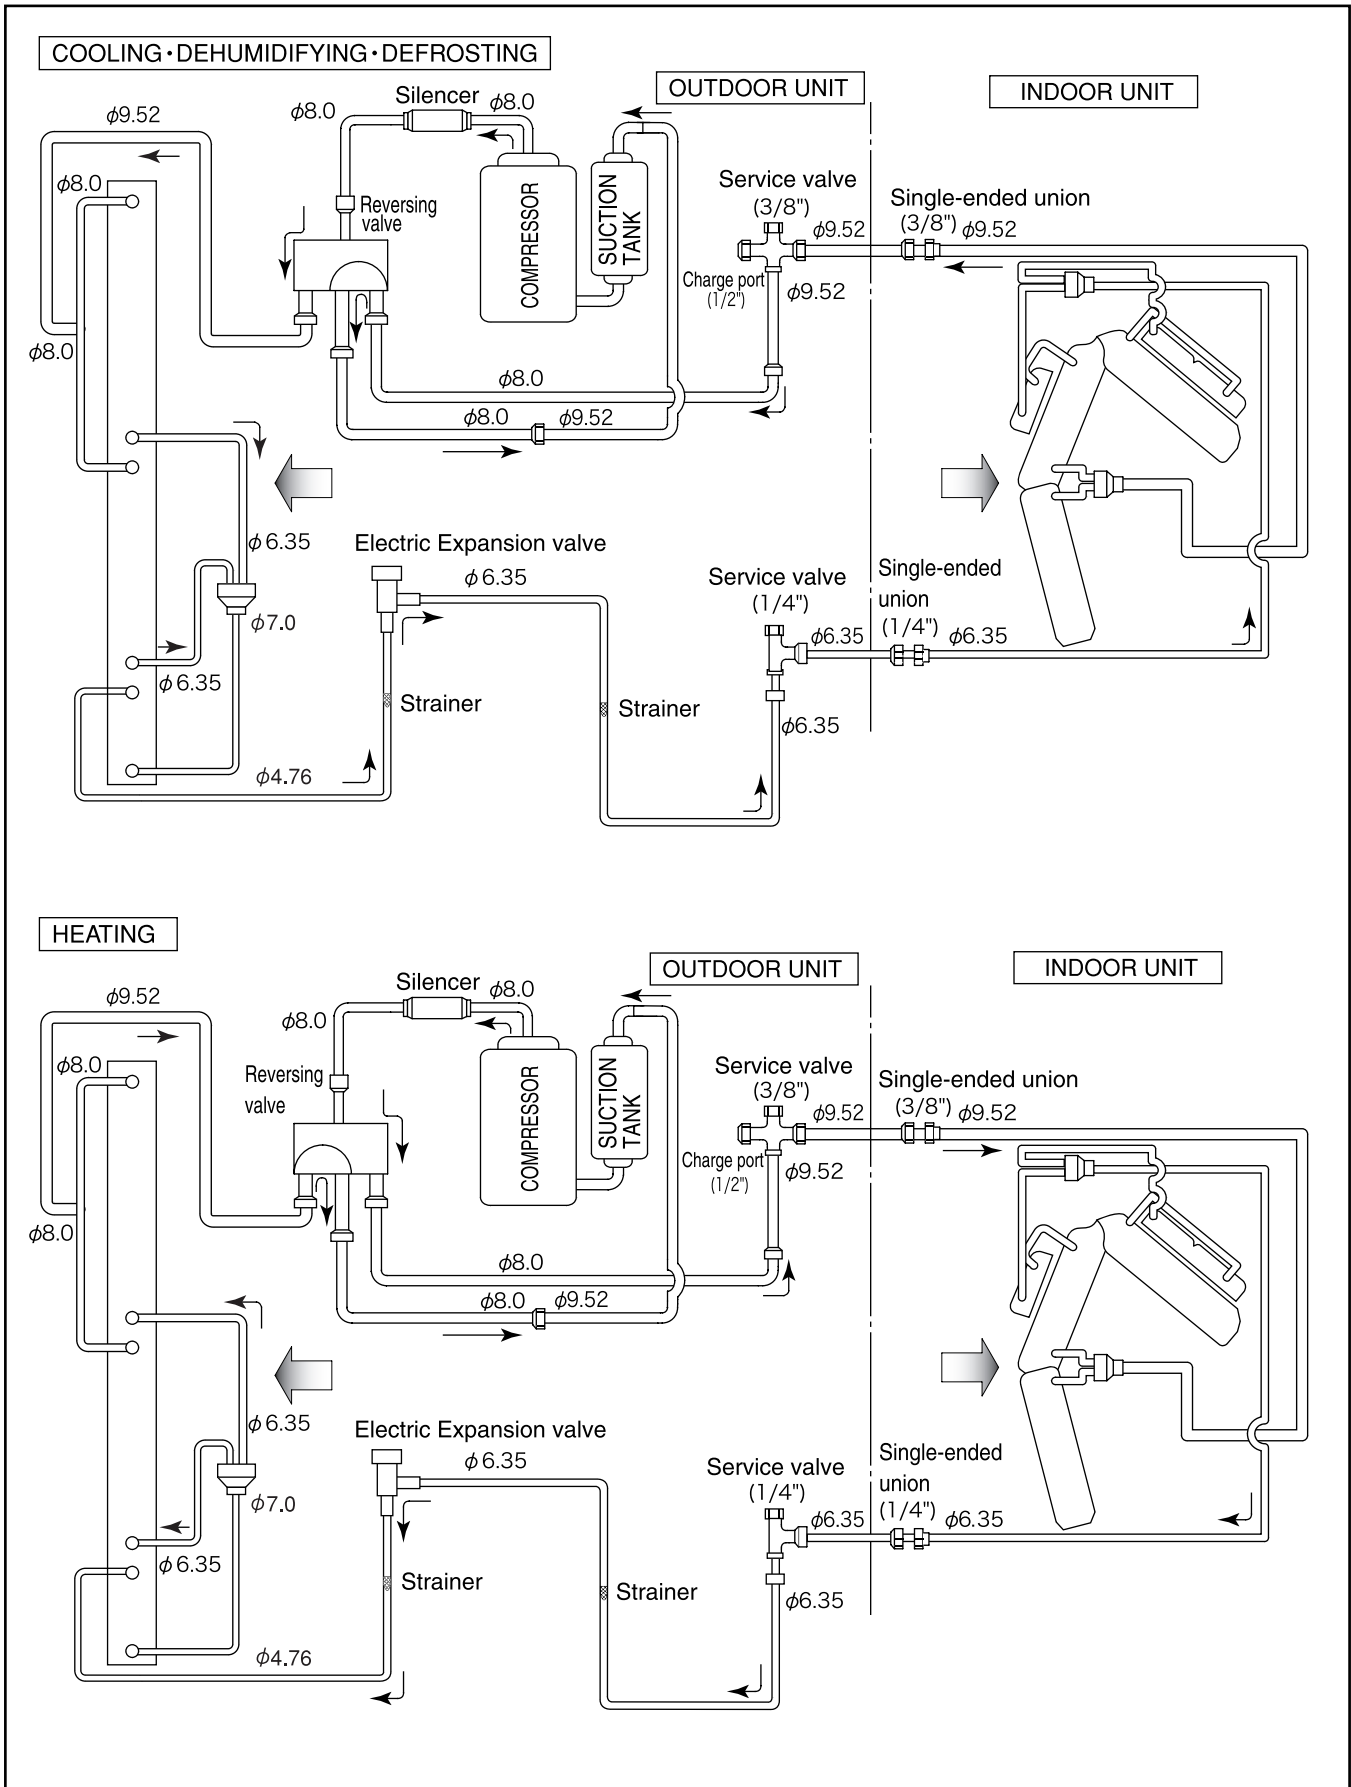 COOLING・DEHUMIDIFYING・DEFROSTING
OUTDOOR UNIT
INDOOR UNIT
φ9.52
φ8.0
Silencer
φ8.0
φ8.0
Reversing
valve
COMPRESSOR
SUCTION
TANK
Service valve
(3/8")
φ9.52
Single-ended union
(3/8")
φ9.52
Charge port
(1/2")
φ9.52
φ8.0
φ8.0
φ8.0
φ9.52
φ6.35
Electric Expansion valve
φ6.35
Service valve
(1/4")
φ6.35
Single-ended
union
(1/4")
φ6.35
φ7.0
φ6.35
Strainer
Strainer
φ6.35
φ4.76
HEATING
OUTDOOR UNIT
INDOOR UNIT
φ9.52
φ8.0
Silencer
φ8.0
φ8.0
Reversing
valve
COMPRESSOR
SUCTION
TANK
Service valve
(3/8")
φ9.52
Single-ended union
(3/8")
φ9.52
Charge port
(1/2")
φ9.52
φ8.0
φ8.0
φ8.0
φ9.52
φ6.35
Electric Expansion valve
φ6.35
Service valve
(1/4")
φ6.35
Single-ended
union
(1/4")
φ6.35
φ7.0
φ6.35
Strainer
Strainer
φ6.35
φ4.76